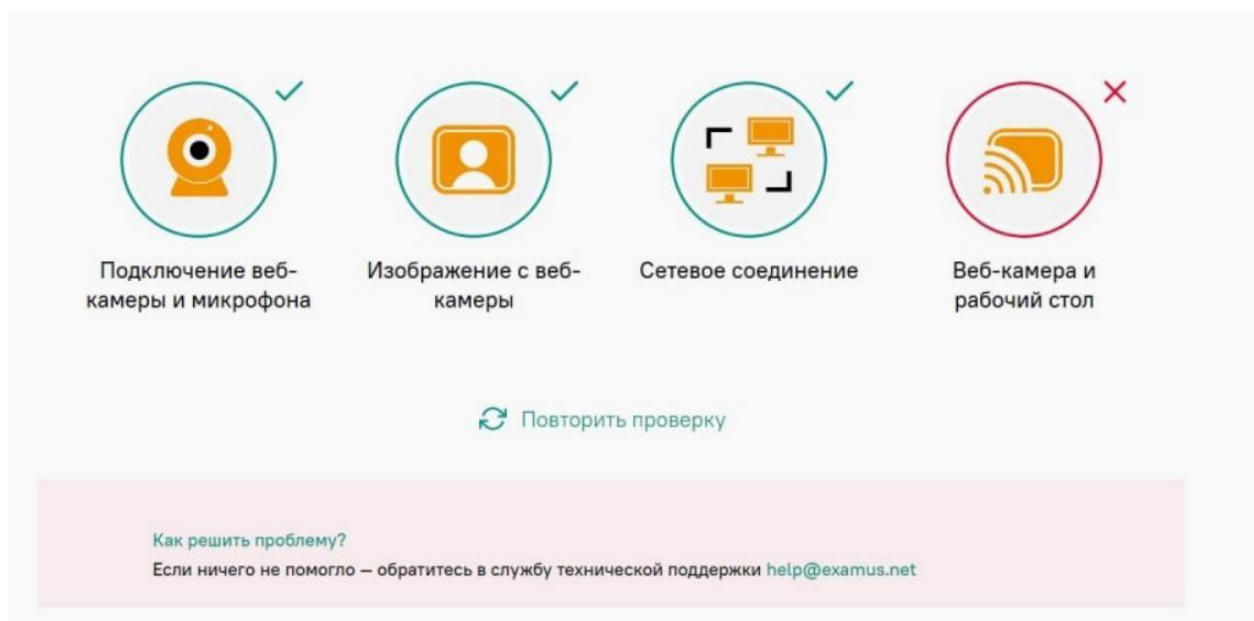 Подключение веб-
камеры и микрофона
Изображение с веб-
камеры
Сетевое соединение
Веб-камера и
рабочий стол
Повторить проверку
Как решить проблему?
Если ничего не помогло – обратитесь в службу технической поддержки help@examus.net